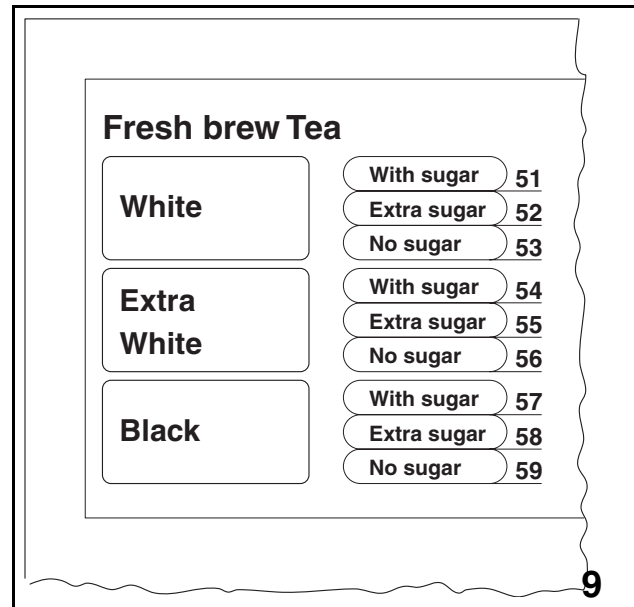 Fresh brew Tea
White
With sugar 51
Extra sugar 52
No sugar 53
Extra
White
With sugar 54
Extra sugar 55
No sugar 56
Black
With sugar 57
Extra sugar 58
No sugar 59
9